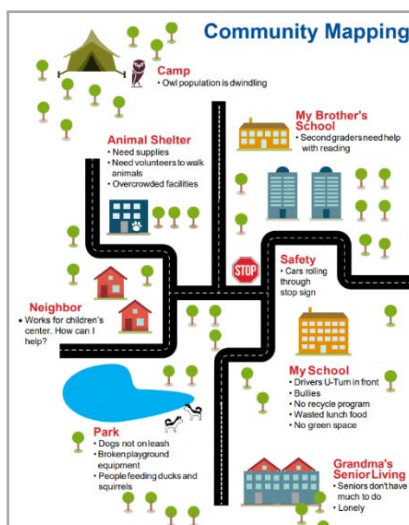 Community Mapping
Camp
• Owl population is dwindling
My Brother's
School
• Second graders need help
with reading
Animal Shelter
• Need supplies
• Need volunteers to walk
animals
• Overcrowded facilities
STOP
Safety
• Cars rolling
through
stop sign
Neighbor
• Works for children's
center. How can I
help?
My School
• Drivers U-Turn in front
• Bullies
• No recycle program
• Wasted lunch food
• No green space
Park
• Dogs not on leash
• Broken playground
equipment
• People feeding ducks and
squirrels
Grandma's
Senior Living
• Seniors don't have
much to do
• Lonely